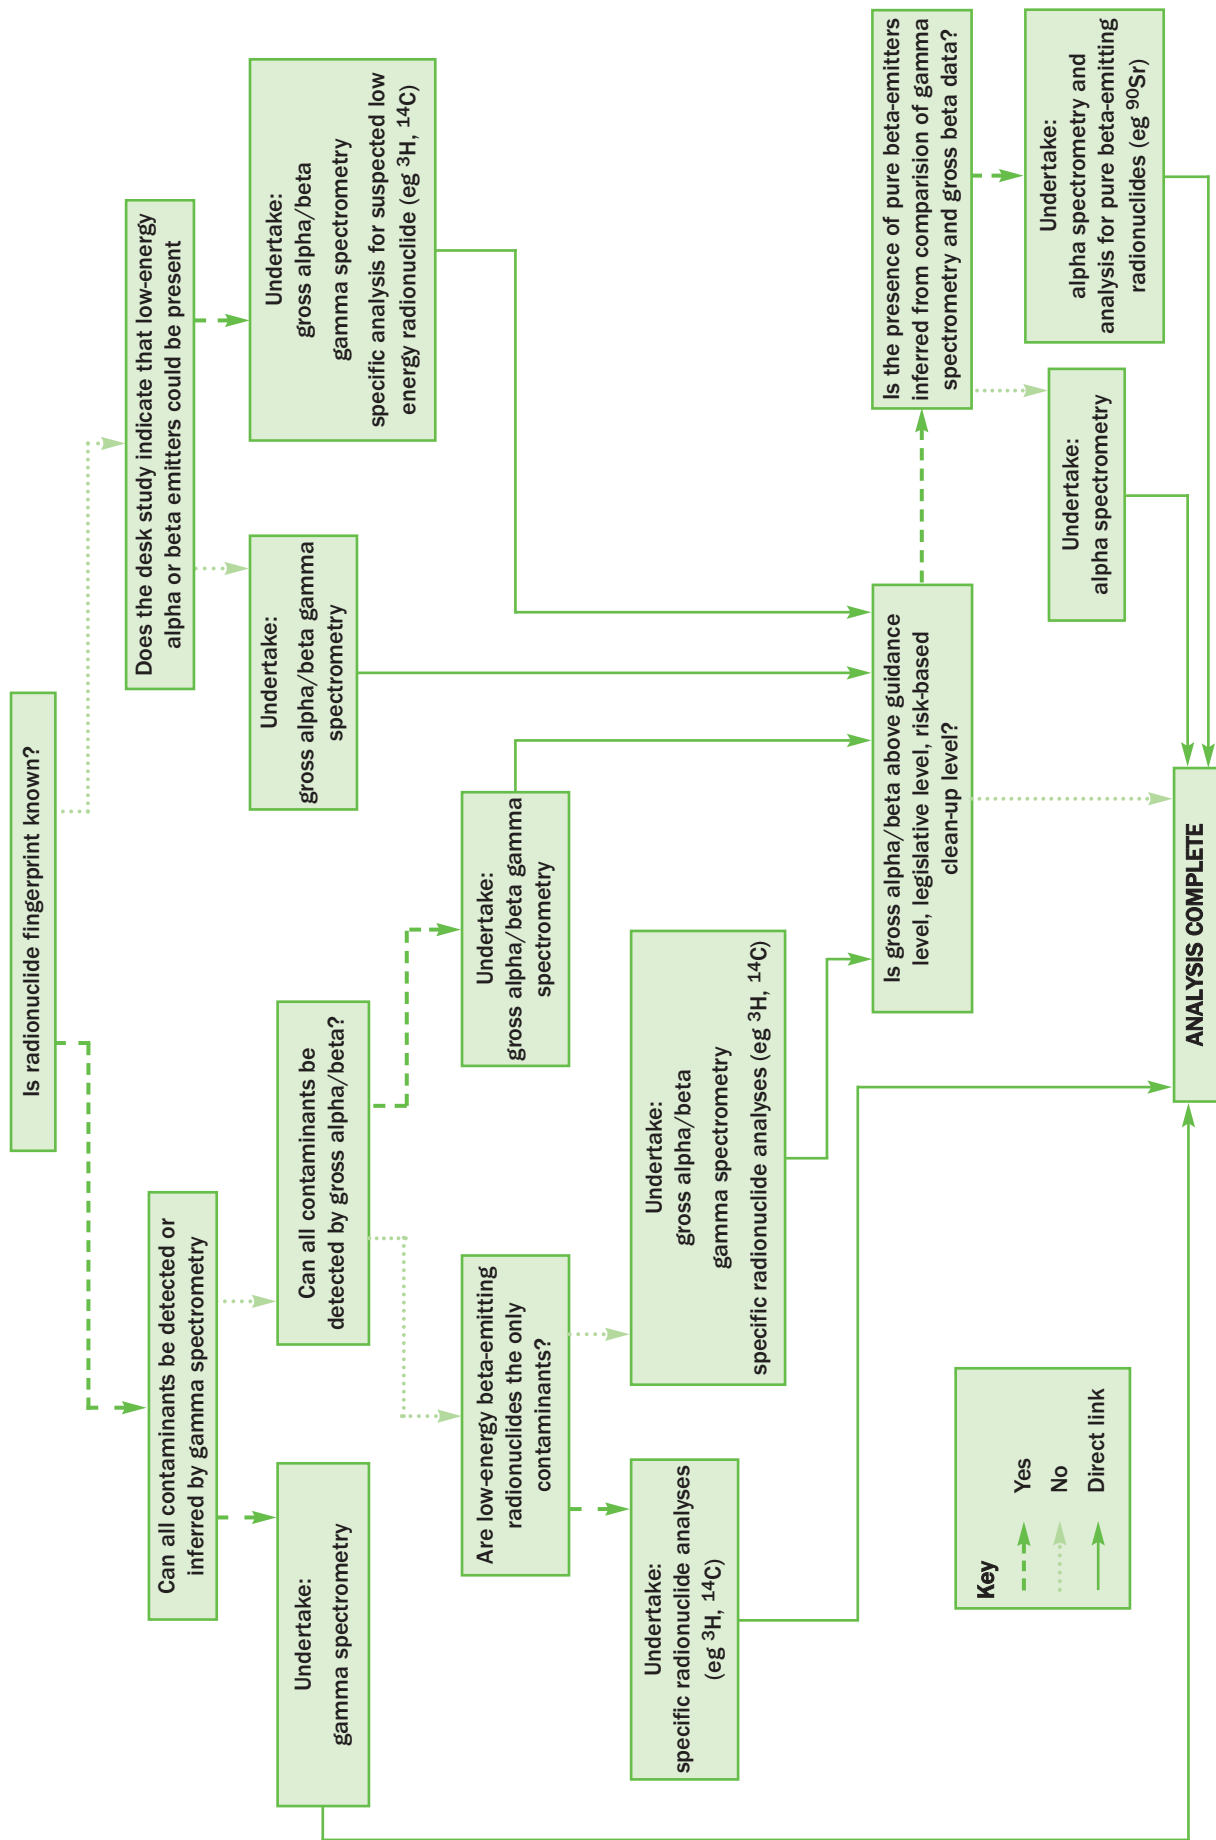 Is radionuclide fingerprint known?
Can all contaminants be detected or
inferred by gamma spectrometry
Does the desk study indicate that low-energy
alpha or beta emitters could be present
Undertake:
gamma spectrometry
Can all contaminants be
detected by gross alpha/beta?
Undertake:
gross alpha/beta gamma
spectrometry
Undertake:
gross alpha/beta
gamma spectrometry
specific analysis for suspected low
energy radionuclide (eg ³H, ¹⁴C)
Are low-energy beta-emitting
radionuclides the only
contaminants?
Undertake:
gross alpha/beta gamma
spectrometry
Undertake:
specific radionuclide analyses
(eg ³H, ¹⁴C)
Undertake:
gross alpha/beta
gamma spectrometry
specific radionuclide analyses (eg ³H, ¹⁴C)
Is gross alpha/beta above guidance
level, legislative level, risk-based
clean-up level?
Is the presence of pure beta-emitters
inferred from comparision of gamma
spectrometry and gross beta data?
Undertake:
alpha spectrometry
Undertake:
alpha spectrometry and
analysis for pure beta-emitting
radionuclides (eg ⁹⁰Sr)
ANALYSIS COMPLETE
Key
Yes
No
Direct link